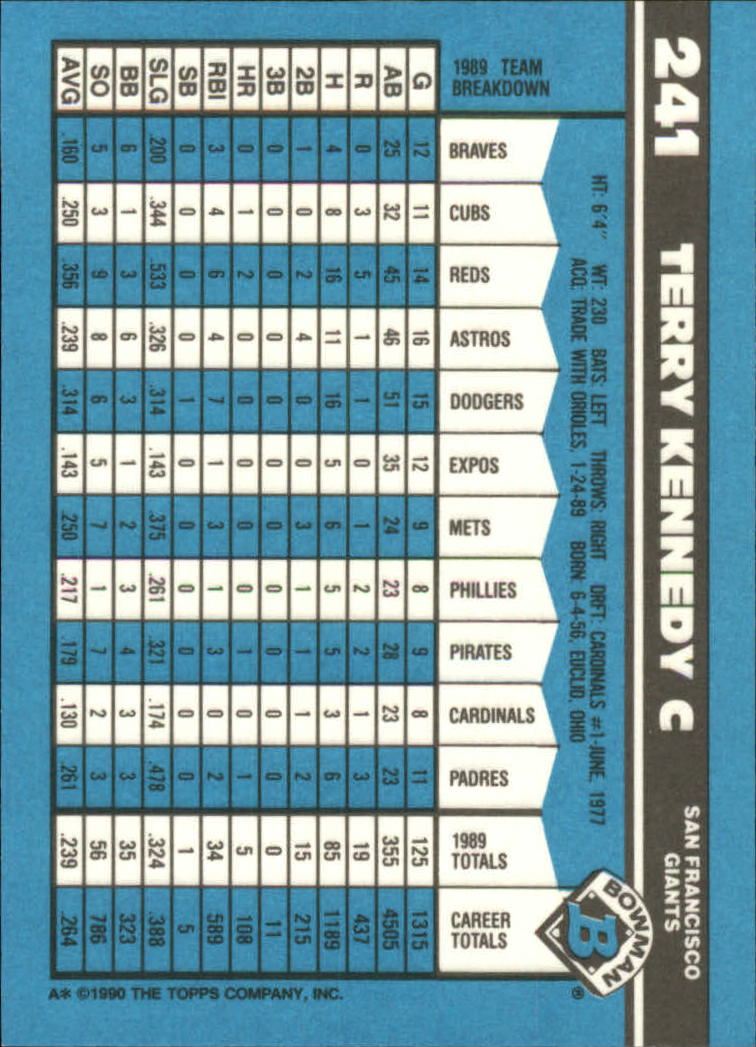 241 TERRY KENNEDY C SAN FRANCISCO GIANTS
HT: 6'4" WT: 230 BATS: LEFT THROWS: RIGHT DRFT: CARDINALS #1-JUNE, 1977
ACQ: TRADE WITH ORIOLES, 1-24-89 BORN: 6-4-56, EUCLID, OHIO
BOWMAN
B
1989 TEAM BREAKDOWN G AB R H 2B 3B HR RBI SB SLG BB SO AVG
BRAVES 12 25 0 4 1 0 0 3 0 .200 6 5 .160
CUBS 11 32 3 8 0 0 1 4 0 .344 1 3 .250
REDS 14 45 5 16 2 0 2 6 0 .533 3 9 .356
ASTROS 16 46 1 11 4 0 0 4 0 .326 6 8 .239
DODGERS 15 51 1 16 0 0 0 7 1 .314 3 6 .314
EXPOS 12 35 0 5 0 0 0 1 0 .143 1 5 .143
METS 9 24 1 6 3 0 0 3 0 .375 2 7 .250
PHILLIES 8 23 2 5 1 0 0 1 0 .261 3 1 .217
PIRATES 9 28 2 5 1 0 1 3 0 .321 4 7 .179
CARDINALS 8 23 1 3 1 0 0 0 0 .174 3 2 .130
PADRES 11 23 3 6 2 0 1 2 0 .478 3 3 .261
1989 TOTALS 125 355 19 85 15 0 5 34 1 .324 35 56 .239
CAREER TOTALS 1315 4505 437 1189 215 11 108 589 5 .388 323 786 .264
A* ©1990 THE TOPPS COMPANY, INC. ®